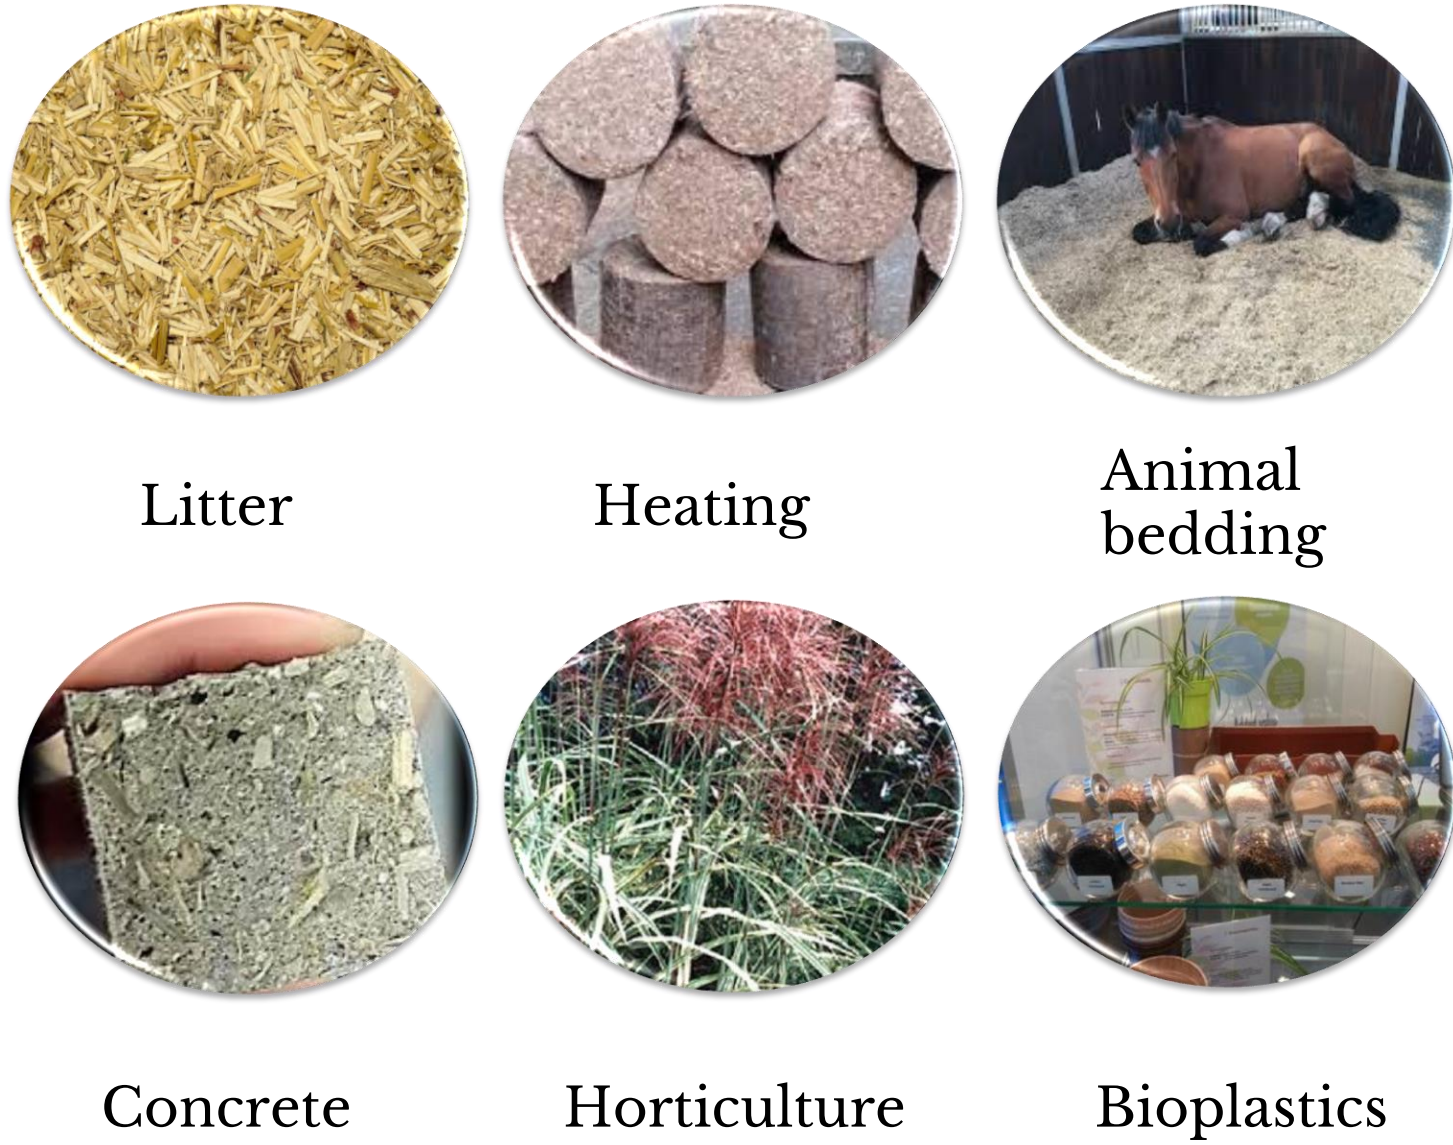 Litter
Heating
Animal
bedding
Concrete
Horticulture
Bioplastics